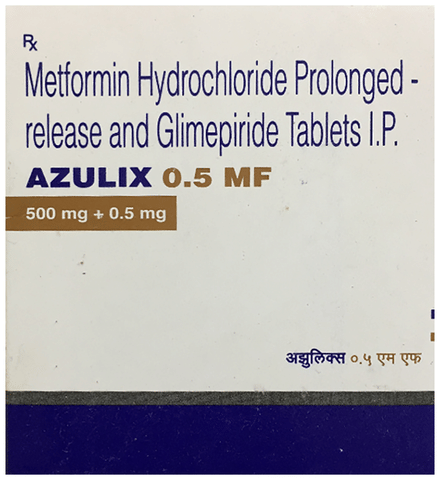 Rx
Metformin Hydrochloride Prolonged -
release and Glimepiride Tablets I.P.
AZULIX 0.5 MF
500 mg + 0.5 mg
अझुलिक्स ०.५ एम एफ